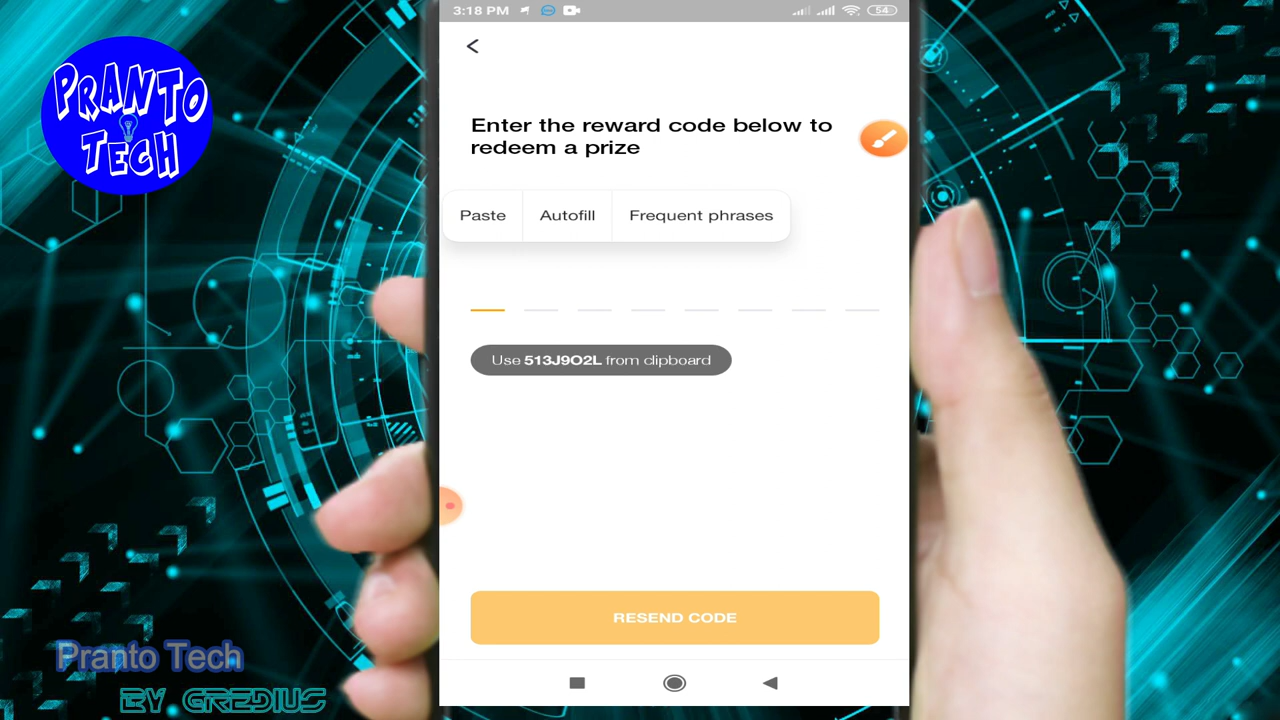 PRANTO
TECH
3:18 PM
54
Enter the reward code below to
redeem a prize
Paste
Autofill
Frequent phrases
Use 513J9O2L from clipboard
RESEND CODE
Pranto Tech
BY GREDIUS